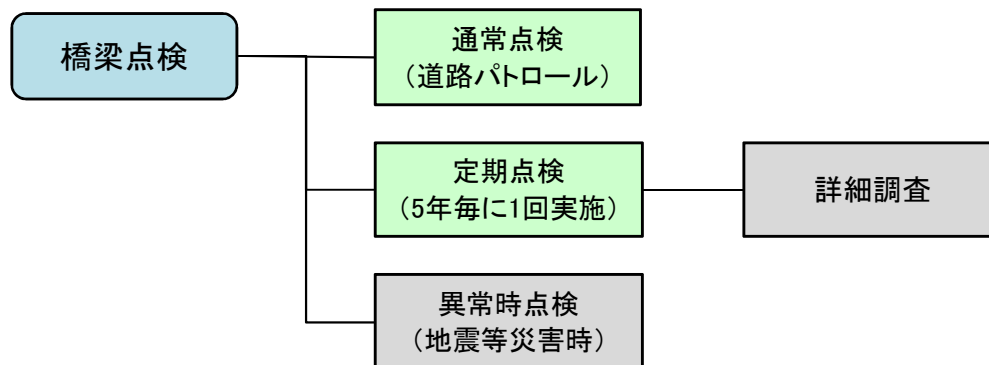 橋梁点検
通常点検
（道路パトロール）
定期点検
（5年毎に1回実施）
詳細調査
異常時点検
（地震等災害時）